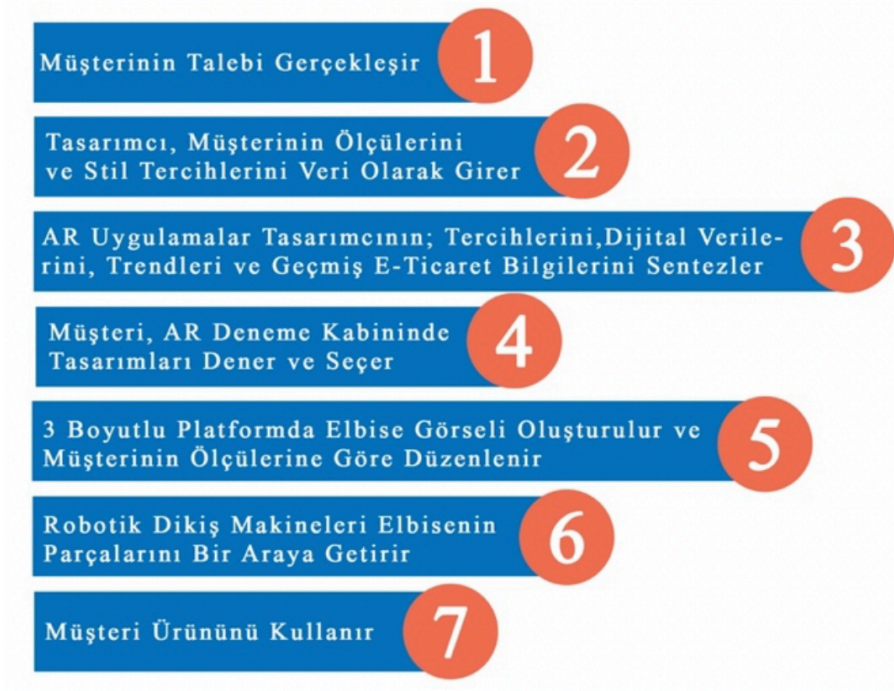 Müşterinin Talebi Gerçekleşir
1
Tasarımcı, Müşterinin Ölçülerini
ve Stil Tercihlerini Veri Olarak Girer
2
AR Uygulamalar Tasarımcının; Tercihlerini,Dijital Verile-
rini, Trendleri ve Geçmiş E-Ticaret Bilgilerini Sentezler
3
Müşteri, AR Deneme Kabininde
Tasarımları Dener ve Seçer
4
3 Boyutlu Platformda Elbise Görseli Oluşturulur ve
Müşterinin Ölçülerine Göre Düzenlenir
5
Robotik Dikiş Makineleri Elbisenin
Parçalarını Bir Araya Getirir
6
Müşteri Ürününü Kullanır
7